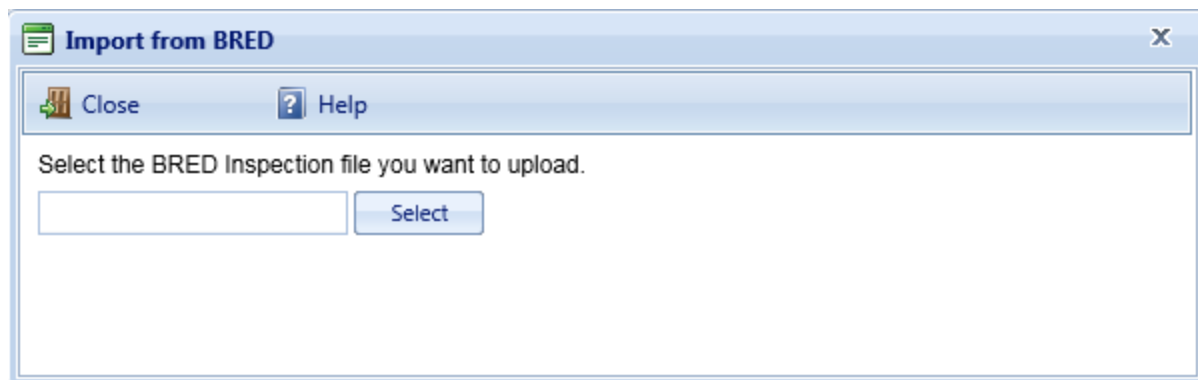 Import from BRED
Close Help
Select the BRED Inspection file you want to upload.
Select